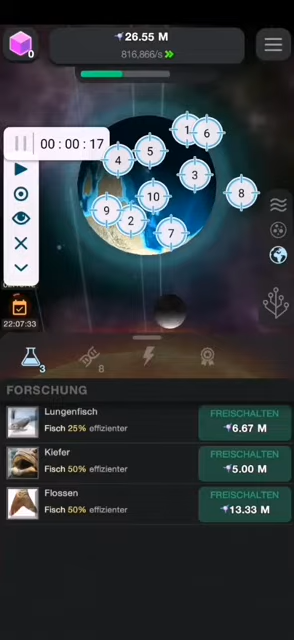 26.55 M
0
816,866/s
1
6
5
4
00 : 00 : 17
3
8
10
9
2
7
22:07:33
3
8
FORSCHUNG
Lungenfisch
Fisch 25% effizienter
FREISCHALTEN
6.67 M
Kiefer
Fisch 50% effizienter
FREISCHALTEN
5.00 M
Flossen
Fisch 50% effizienter
FREISCHALTEN
13.33 M